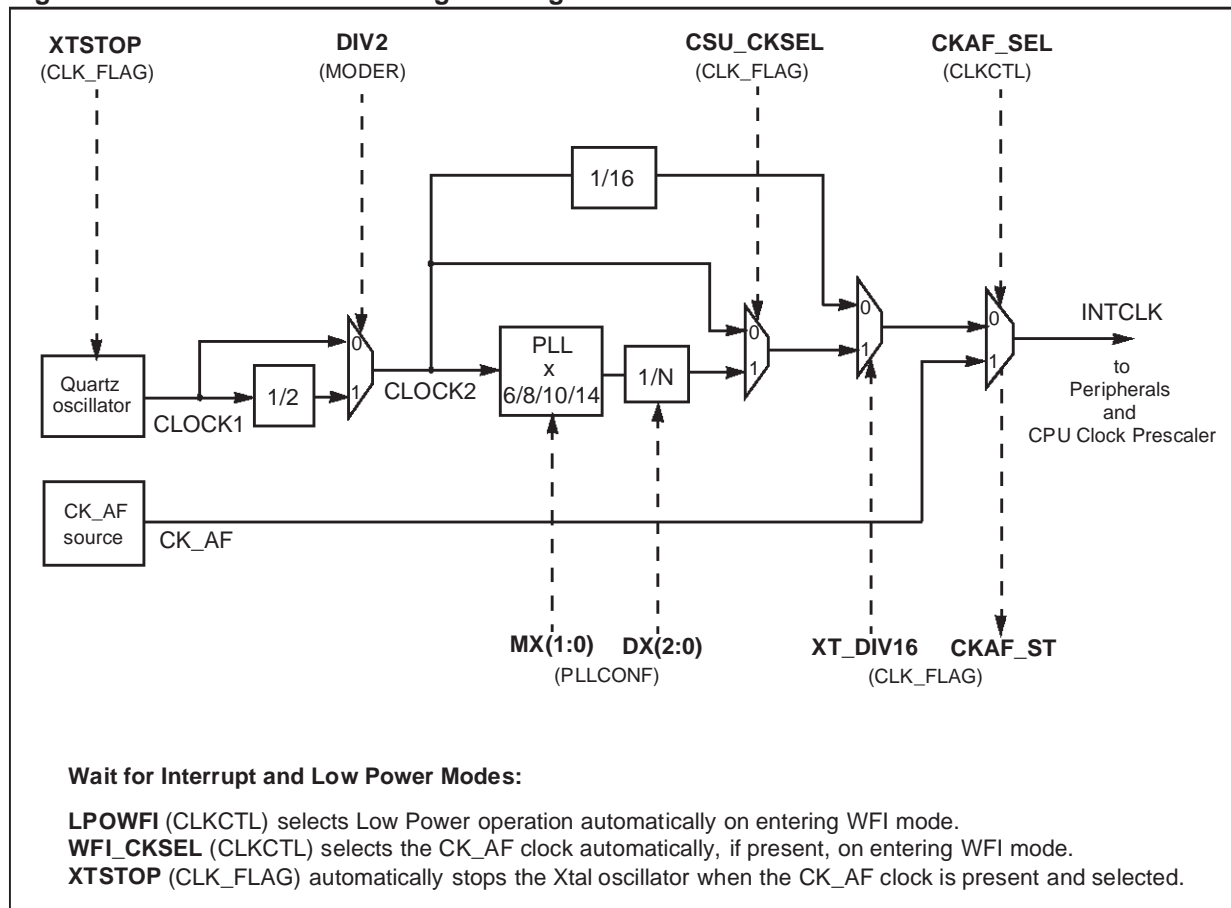 XTSTOP
(CLK_FLAG)
DIV2
(MODER)
CSU_CKSEL
(CLK_FLAG)
CKAF_SEL
(CLKCTL)
1/16
Quartz
oscillator
CLOCK1
1/2
0
1
CLOCK2
PLL
x
6/8/10/14
1/N
0
1
0
1
0
1
INTCLK
to
Peripherals
and
CPU Clock Prescaler
CK_AF
source
CK_AF
MX(1:0)
DX(2:0)
(PLLCONF)
XT_DIV16
CKAF_ST
(CLK_FLAG)
Wait for Interrupt and Low Power Modes:
LPOWFI (CLKCTL) selects Low Power operation automatically on entering WFI mode.
WFI_CKSEL (CLKCTL) selects the CK_AF clock automatically, if present, on entering WFI mode.
XTSTOP (CLK_FLAG) automatically stops the Xtal oscillator when the CK_AF clock is present and selected.